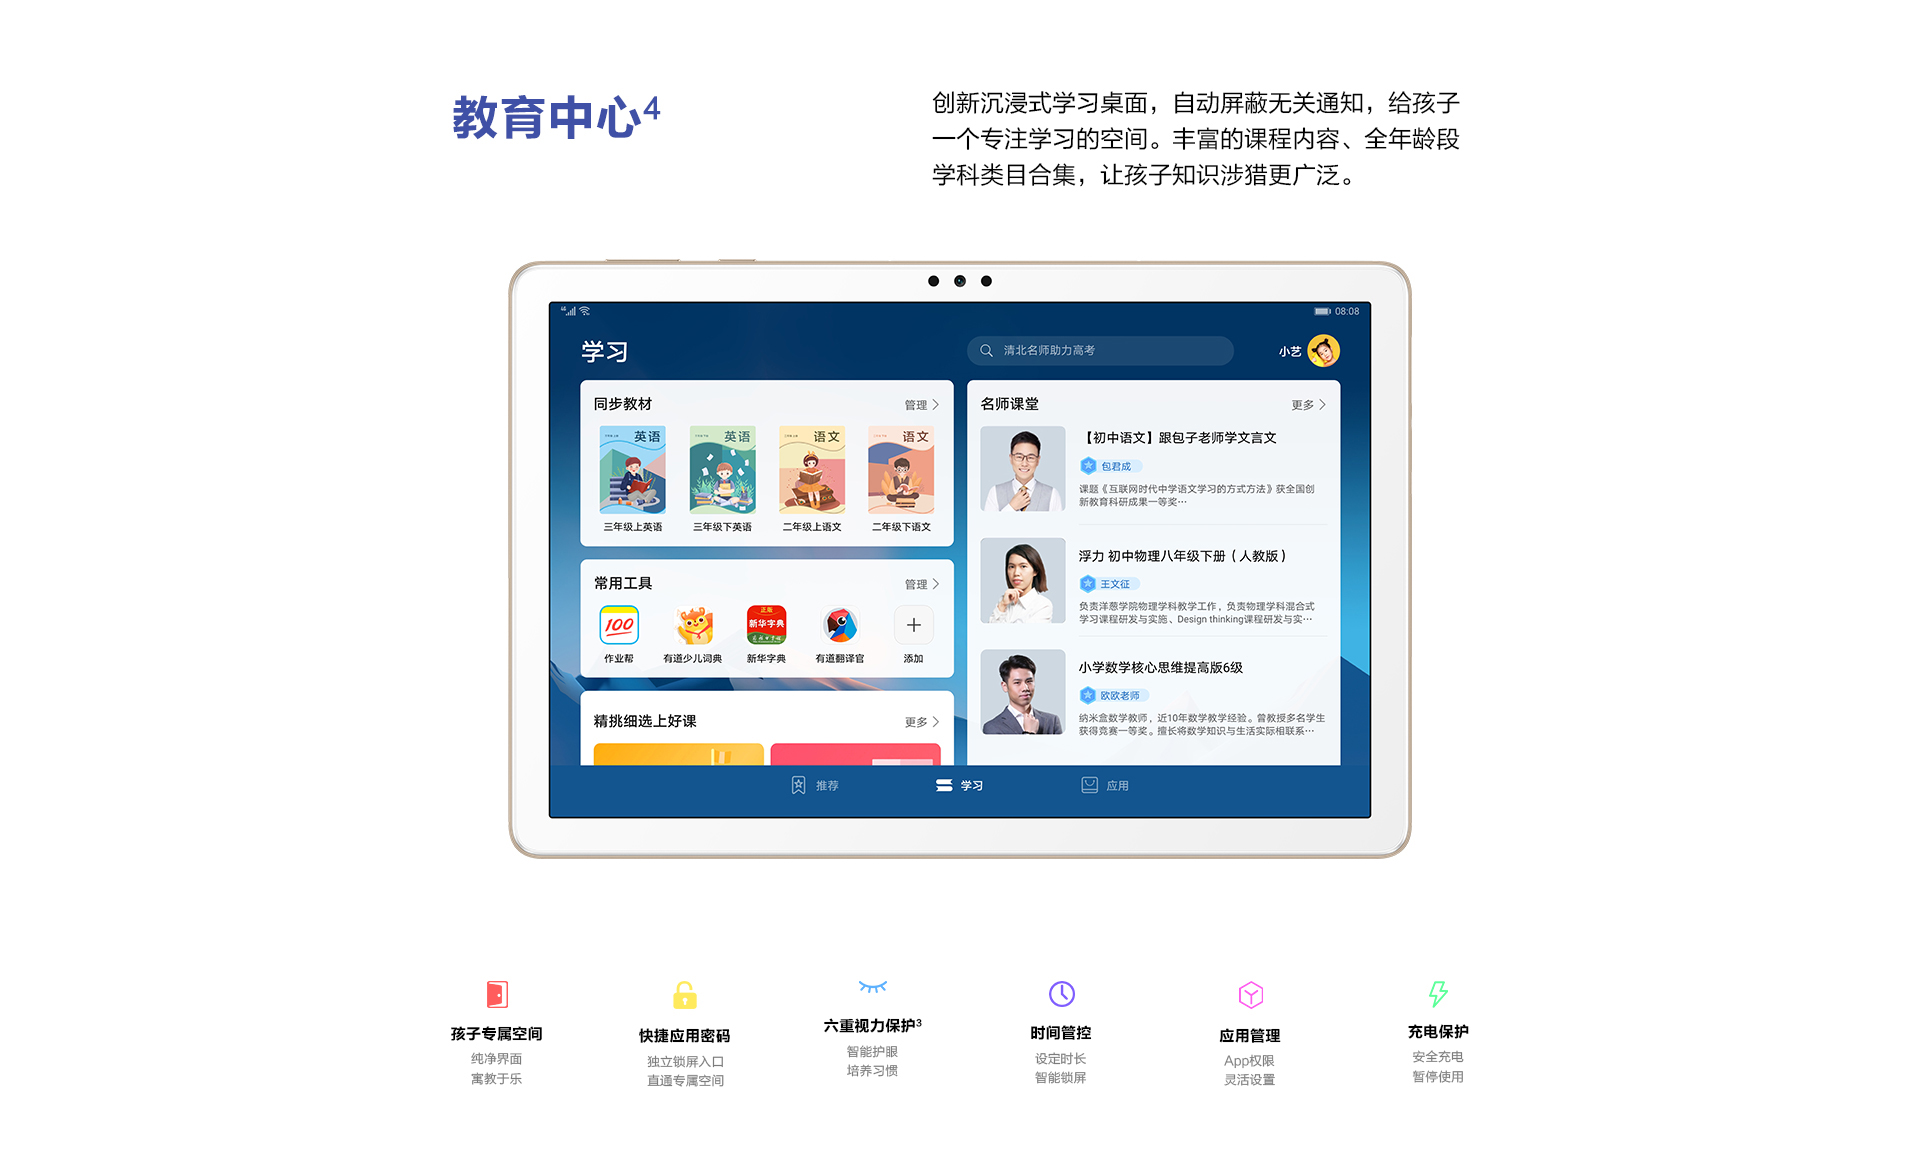 教育中心4
创新沉浸式学习桌面，自动屏蔽无关通知，给孩子
一个专注学习的空间。丰富的课程内容、全年龄段
学科类目合集，让孩子知识涉猎更广泛。
08:08
学习
清北名师助力高考
小艺
同步教材
管理
英语
英语
语文
语文
三年级上英语
三年级下英语
二年级上语文
二年级下语文
常用工具
管理
100
正版
新华字典
作业帮
有道少儿词典
新华字典
有道翻译官
添加
精挑细选上好课
更多
名师课堂
更多
【初中语文】跟包子老师学文言文
包君成
课题《互联网时代中学语文学习的方式方法》获全国创
新教育科研成果一等奖…
浮力 初中物理八年级下册（人教版）
王文征
负责洋葱学院物理学科教学工作，负责物理学科混合式
学习课程研发与实施、Design thinking课程研发与实…
小学数学核心思维提高版6级
欧欧老师
纳米盒数学教师，近10年数学教学经验。曾教授多名学生
获得竞赛一等奖。擅长将数学知识与生活实际相联系…
推荐
学习
应用
孩子专属空间
纯净界面
寓教于乐
快捷应用密码
独立锁屏入口
直通专属空间
六重视力保护3
智能护眼
培养习惯
时间管控
设定时长
智能锁屏
应用管理
App权限
灵活设置
充电保护
安全充电
暂停使用